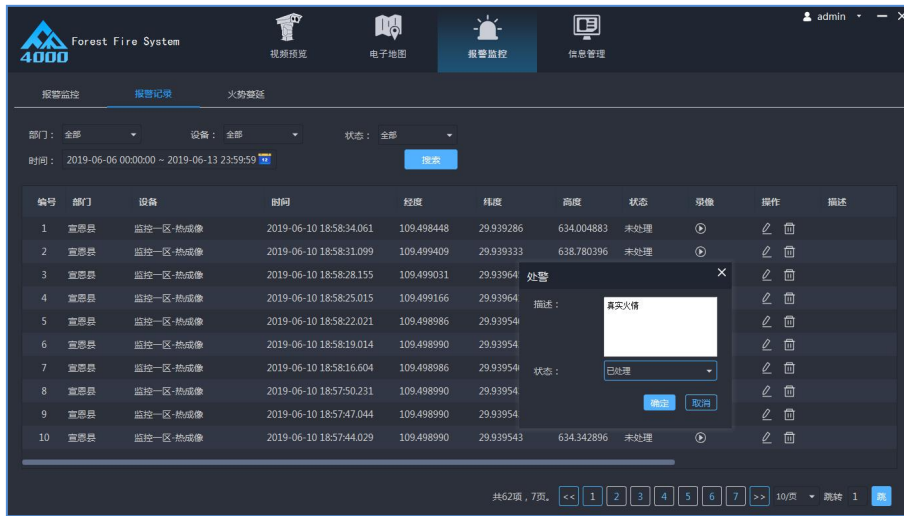 admin
Forest Fire System
4000
视频预览 电子地图 报警监控 信息管理
报警监控 报警记录 火势蔓延
部门： 全部 设备： 全部 状态： 全部
时间： 2019-06-06 00:00:00 ~ 2019-06-13 23:59:59 搜索
编号 部门 设备 时间 经度 纬度 高度 状态 录像 操作 描述
1 宣恩县 监控一区-热成像 2019-06-10 18:58:34.061 109.498448 29.939286 634.004883 未处理
2 宣恩县 监控一区-热成像 2019-06-10 18:58:31.099 109.499409 29.939333 638.780396 未处理
3 宣恩县 监控一区-热成像 2019-06-10 18:58:28.155 109.499031 29.93964
4 宣恩县 监控一区-热成像 2019-06-10 18:58:25.015 109.499166 29.93964
5 宣恩县 监控一区-热成像 2019-06-10 18:58:22.021 109.498986 29.93954
6 宣恩县 监控一区-热成像 2019-06-10 18:58:19.014 109.498990 29.93954
7 宣恩县 监控一区-热成像 2019-06-10 18:58:16.604 109.498986 29.93954
8 宣恩县 监控一区-热成像 2019-06-10 18:57:50.231 109.498990 29.93954
9 宣恩县 监控一区-热成像 2019-06-10 18:57:47.044 109.498990 29.93954
10 宣恩县 监控一区-热成像 2019-06-10 18:57:44.029 109.498990 29.939543 634.342896 未处理
处警
描述： 真实火情
状态： 已处理
确定 取消
共62项，7页。 << 1 2 3 4 5 6 7 >> 10/页 跳转 1 跳